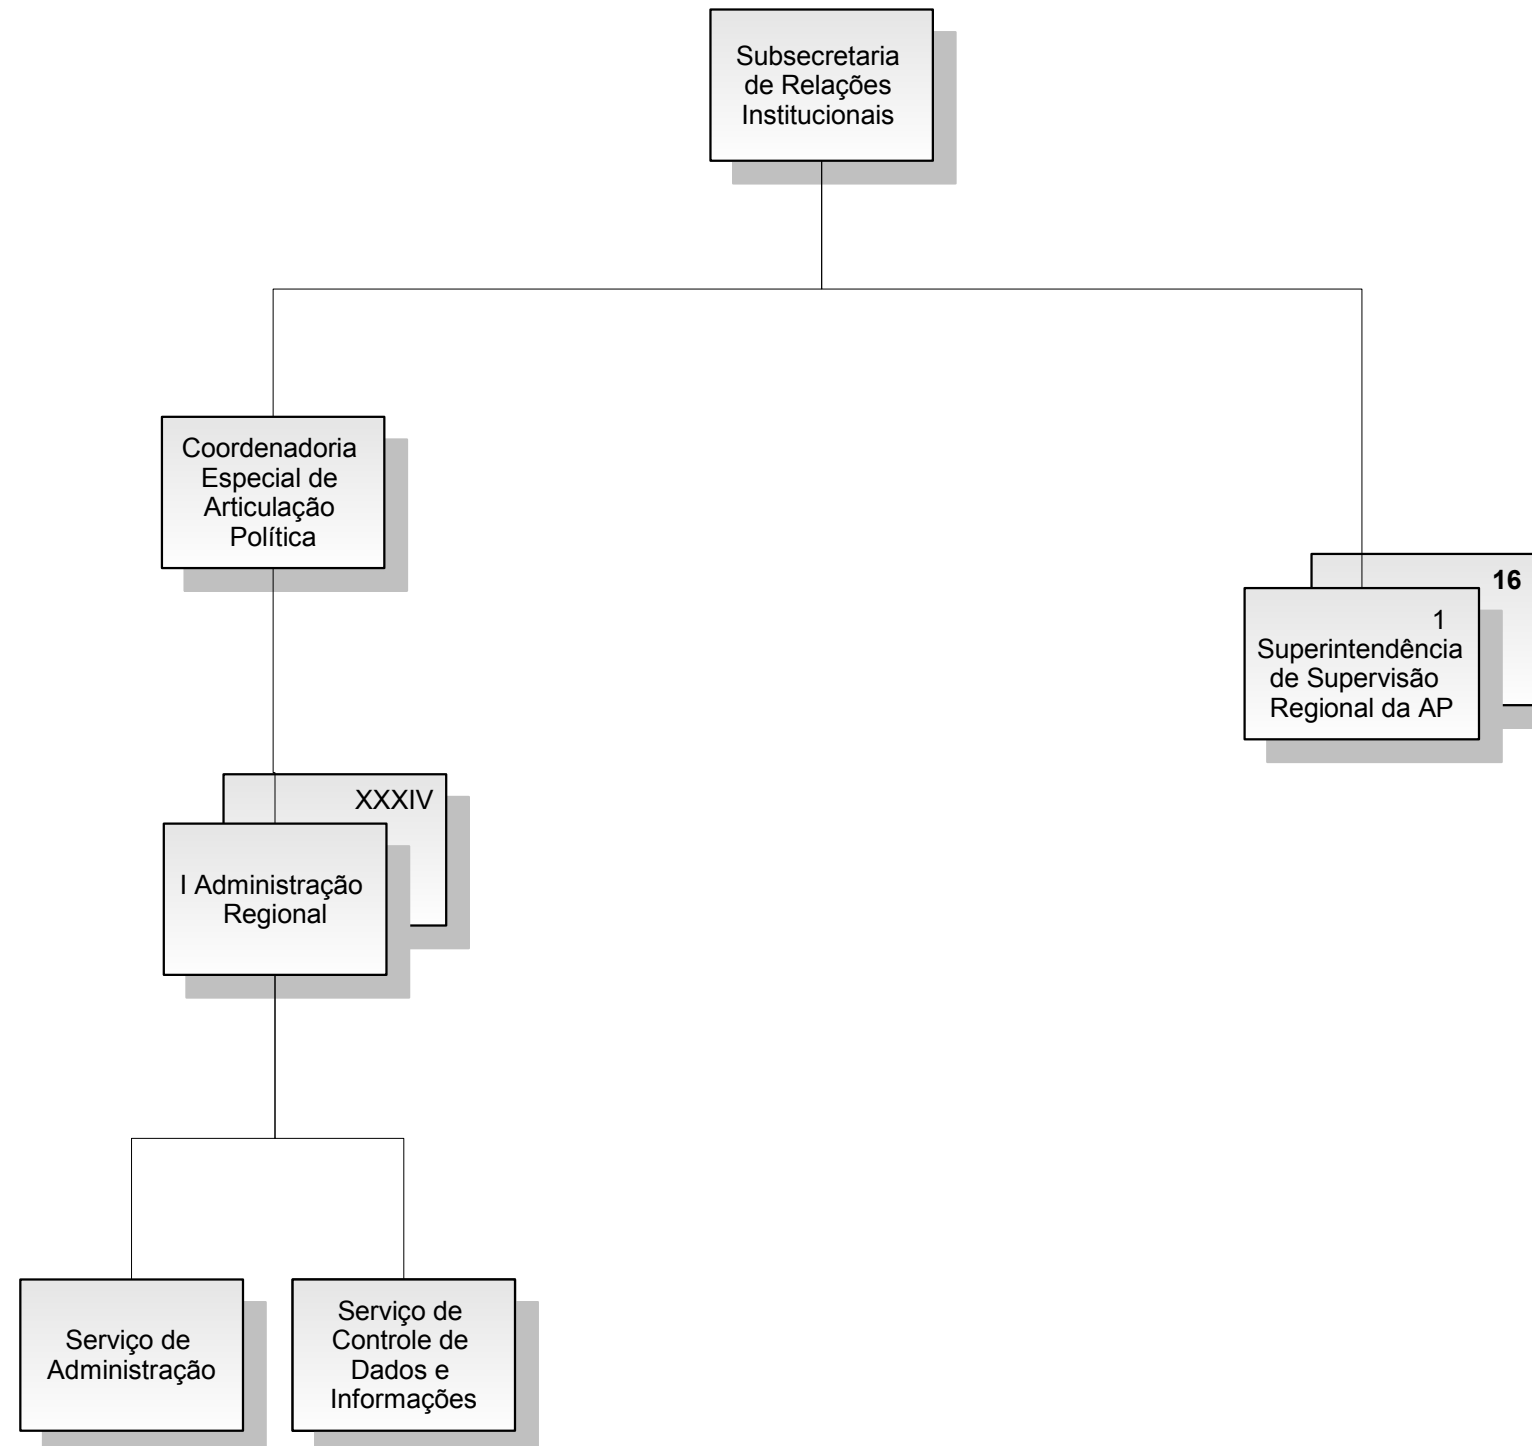 Subsecretaria
de Relações
Institucionais
Coordenadoria
Especial de
Articulação
Política
16
1
Superintendência
de Supervisão
Regional da AP
XXXIV
I Administração
Regional
Serviço de
Administração
Serviço de
Controle de
Dados e
Informações